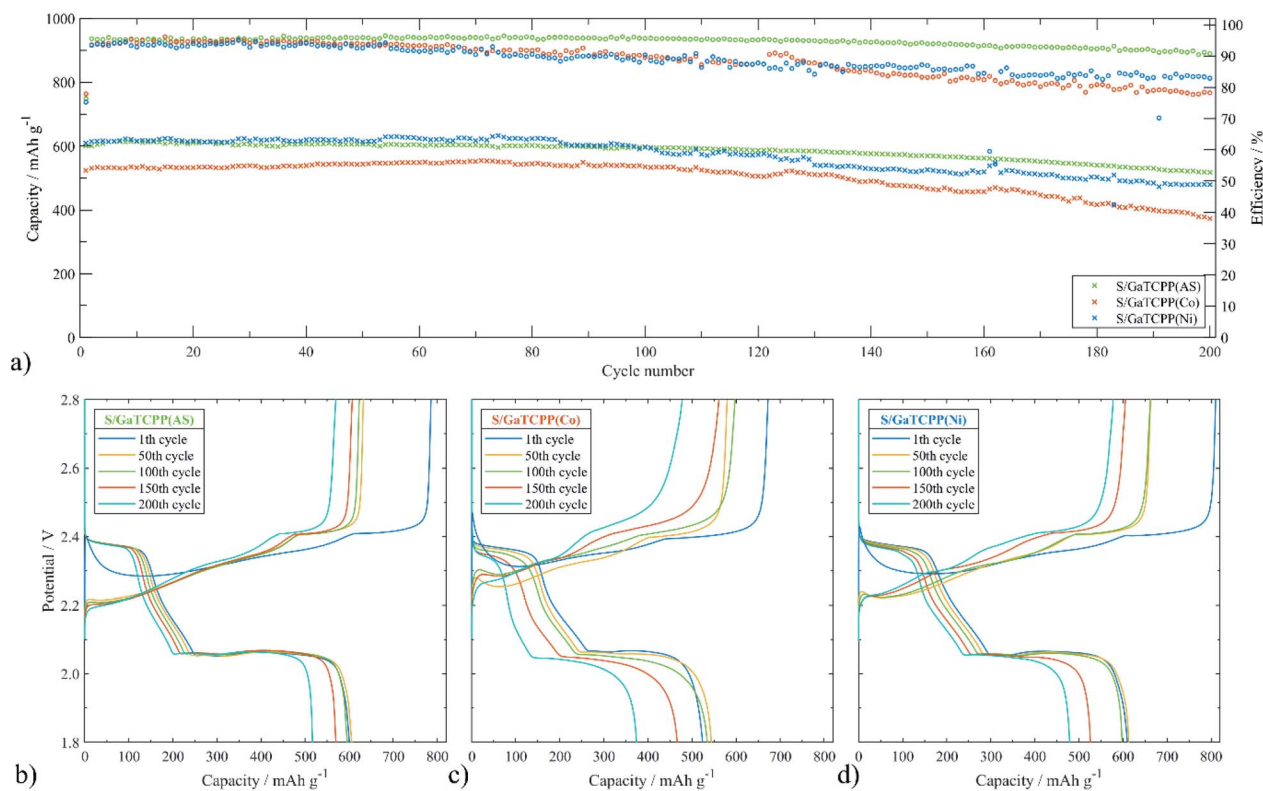 1000
800
600
400
200
0
Capacity / mAh g-1
100
90
80
70
60
50
40
30
20
10
0
Efficiency / %
S/GaTCPP(AS)
S/GaTCPP(Co)
S/GaTCPP(Ni)
0 20 40 60 80 100 120 140 160 180 200
Cycle number
a)
2.8
2.6
2.4
2.2
2.0
1.8
Potential / V
S/GaTCPP(AS)
1th cycle
50th cycle
100th cycle
150th cycle
200th cycle
0 100 200 300 400 500 600 700 800
Capacity / mAh g-1
b)
S/GaTCPP(Co)
1th cycle
50th cycle
100th cycle
150th cycle
200th cycle
0 100 200 300 400 500 600 700 800
Capacity / mAh g-1
c)
S/GaTCPP(Ni)
1th cycle
50th cycle
100th cycle
150th cycle
200th cycle
0 100 200 300 400 500 600 700 800
Capacity / mAh g-1
d)